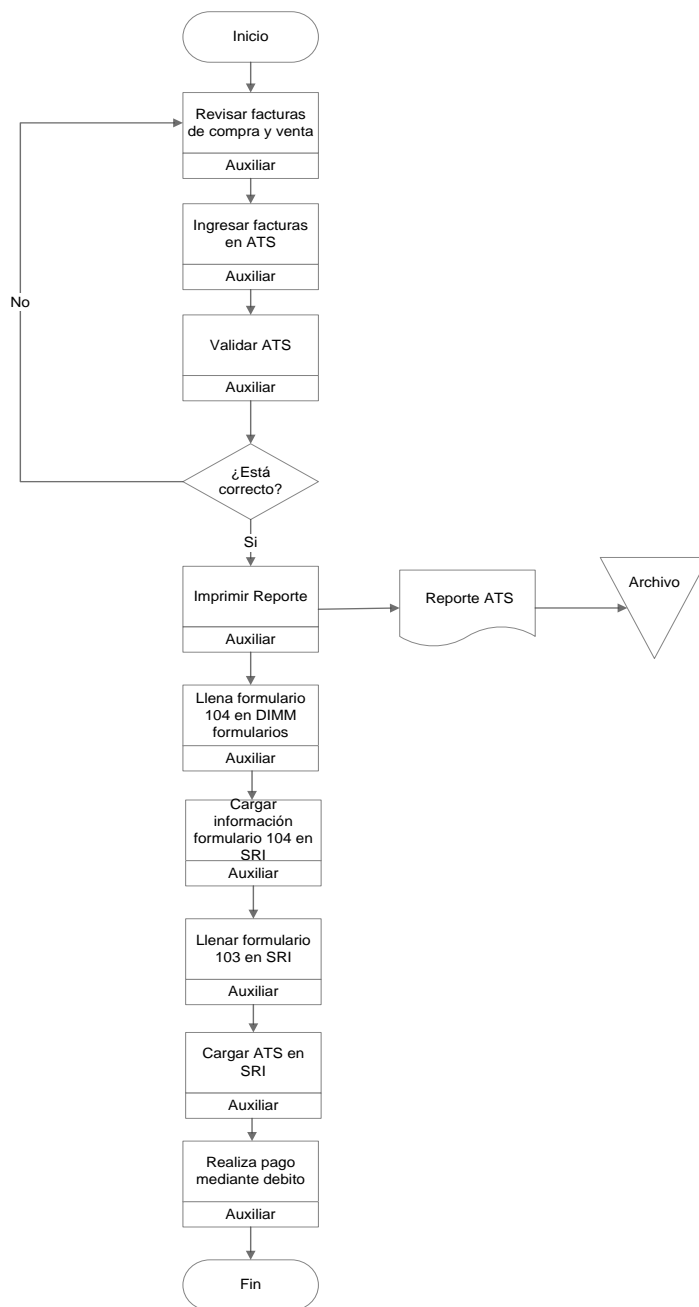 Inicio
Revisar facturas
de compra y venta
Auxiliar
Ingresar facturas
en ATS
Auxiliar
No
Validar ATS
Auxiliar
¿Está
correcto?
Si
Imprimir Reporte
Auxiliar
Reporte ATS
Archivo
Llena formulario
104 en DIMM
formularios
Auxiliar
Cargar
información
formulario 104 en
SRI
Auxiliar
Llenar formulario
103 en SRI
Auxiliar
Cargar ATS en
SRI
Auxiliar
Realiza pago
mediante debito
Auxiliar
Fin